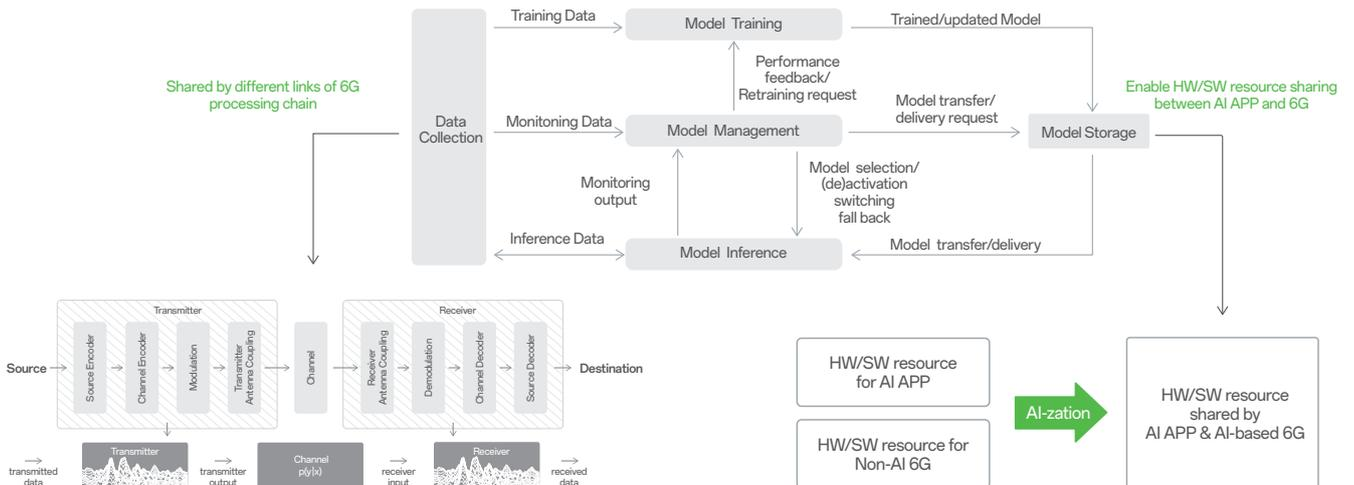 Training Data
Model Training
Trained/updated Model
Shared by different links of 6G
processing chain
Performance
feedback/
Retraining request
Enable HW/SW resource sharing
between AI APP and 6G
Data
Collection
Monitoning Data
Model Management
Model transfer/
delivery request
Model Storage
Monitoring
output
Model selection/
(de)activation
switching
fall back
Inference Data
Model Inference
Model transfer/delivery
Transmitter
Receiver
Source
Source Encoder
Channel Encoder
Modulation
Transmitter
Antenna Coupling
Channel
Receiver
Antenna Coupling
Demodulation
Channel Decoder
Source Decoder
Destination
transmitted
data
Transmitter
transmitter
output
Channel
p(y|x)
receiver
input
Receiver
received
data
HW/SW resource
for AI APP
HW/SW resource for
Non-AI 6G
AI-zation
HW/SW resource
shared by
AI APP & AI-based 6G